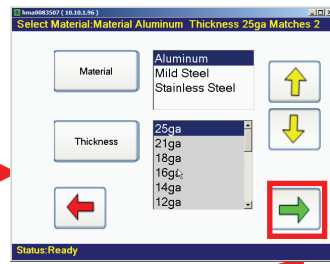 hma0083507 ( 10.10.1.96 )
Select Material:Material Aluminum Thickness 25ga Matches 2
Material
Aluminum
Mild Steel
Stainless Steel
Thickness
25ga
21ga
18ga
16ga
14ga
12ga
Status:Ready